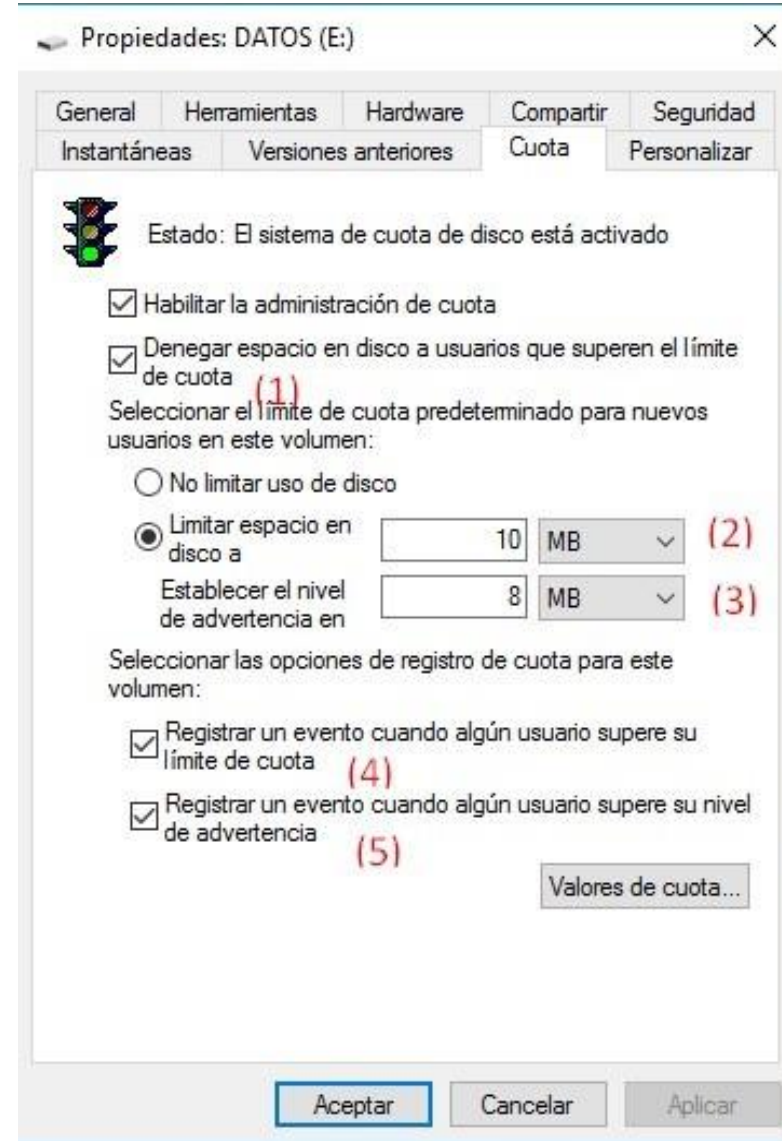 Propiedades: DATOS (E:)
General Herramientas Hardware Compartir Seguridad
Instantáneas Versiones anteriores Cuota Personalizar
Estado: El sistema de cuota de disco está activado
Habilitar la administración de cuota
Denegar espacio en disco a usuarios que superen el límite
de cuota
(1)
Seleccionar el límite de cuota predeterminado para nuevos
usuarios en este volumen:
No limitar uso de disco
Limitar espacio en
disco a
10 MB (2)
Establecer el nivel
de advertencia en
8 MB (3)
Seleccionar las opciones de registro de cuota para este
volumen:
Registrar un evento cuando algún usuario supere su
límite de cuota
(4)
Registrar un evento cuando algún usuario supere su nivel
de advertencia
(5)
Valores de cuota...
Aceptar Cancelar Aplicar